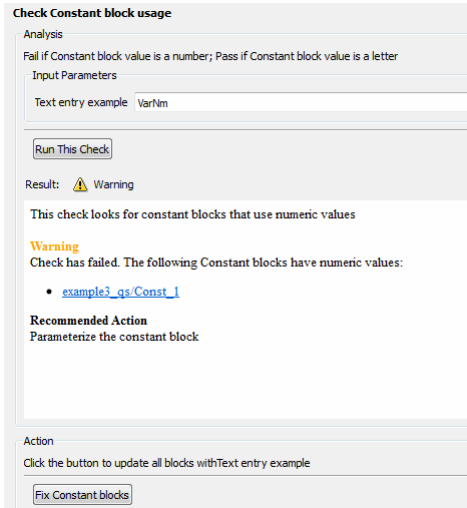 Check Constant block usage
Analysis
Fail if Constant block value is a number; Pass if Constant block value is a letter
Input Parameters
Text entry example VarNm
Run This Check
Result: Warning
This check looks for constant blocks that use numeric values
Warning
Check has failed. The following Constant blocks have numeric values:
• example3_qs/Const_1
Recommended Action
Parameterize the constant block
Action
Click the button to update all blocks withText entry example
Fix Constant blocks